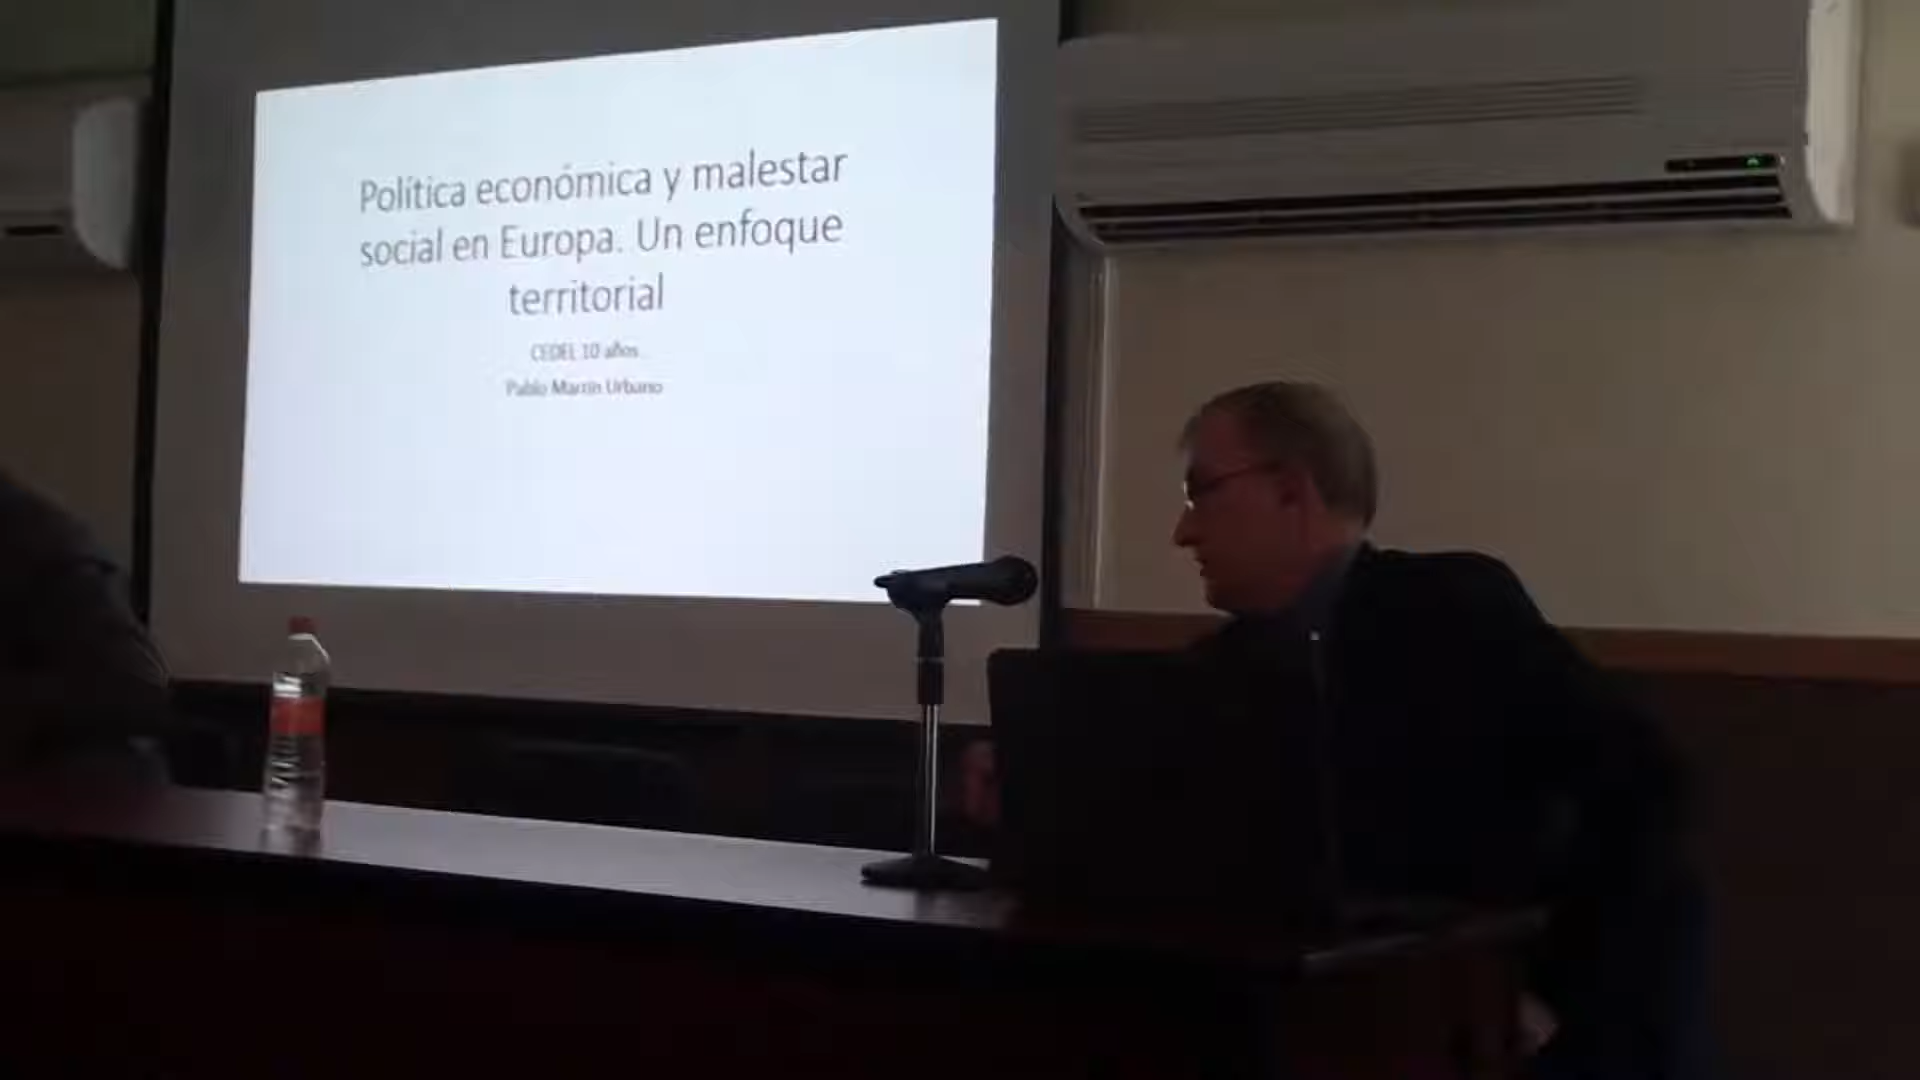 Política económica y malestar
social en Europa. Un enfoque
territorial
CEDEL 10 años
Pablo Martín Urbano